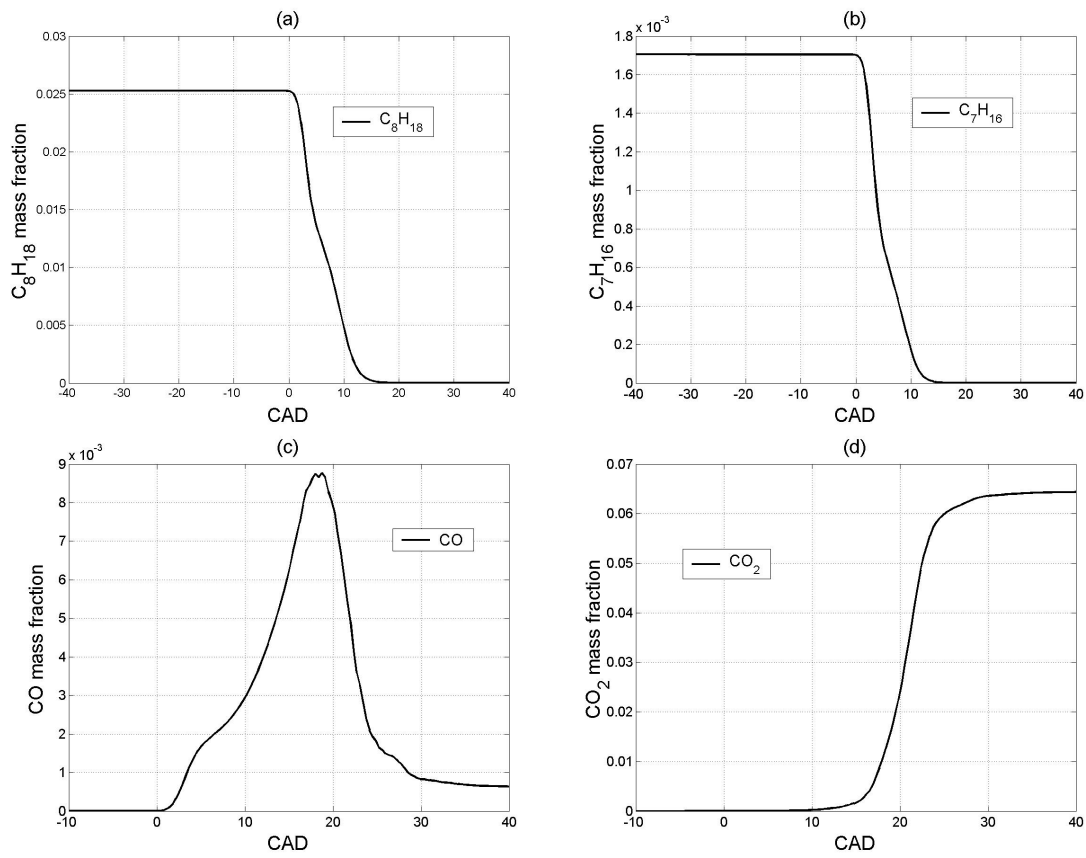 (a)
0.03
0.025
0.02
0.015
0.01
0.005
0
C8H18 mass fraction
C8H18
-40 -30 -20 -10 0 10 20 30 40
CAD
(b)
x 10-3
1.8
1.6
1.4
1.2
1
0.8
0.6
0.4
0.2
0
C7H16 mass fraction
C7H16
-40 -30 -20 -10 0 10 20 30 40
CAD
(c)
x 10-3
9
8
7
6
5
4
3
2
1
0
CO mass fraction
CO
-10 0 10 20 30 40
CAD
(d)
0.07
0.06
0.05
0.04
0.03
0.02
0.01
0
CO2 mass fraction
CO2
-10 0 10 20 30 40
CAD